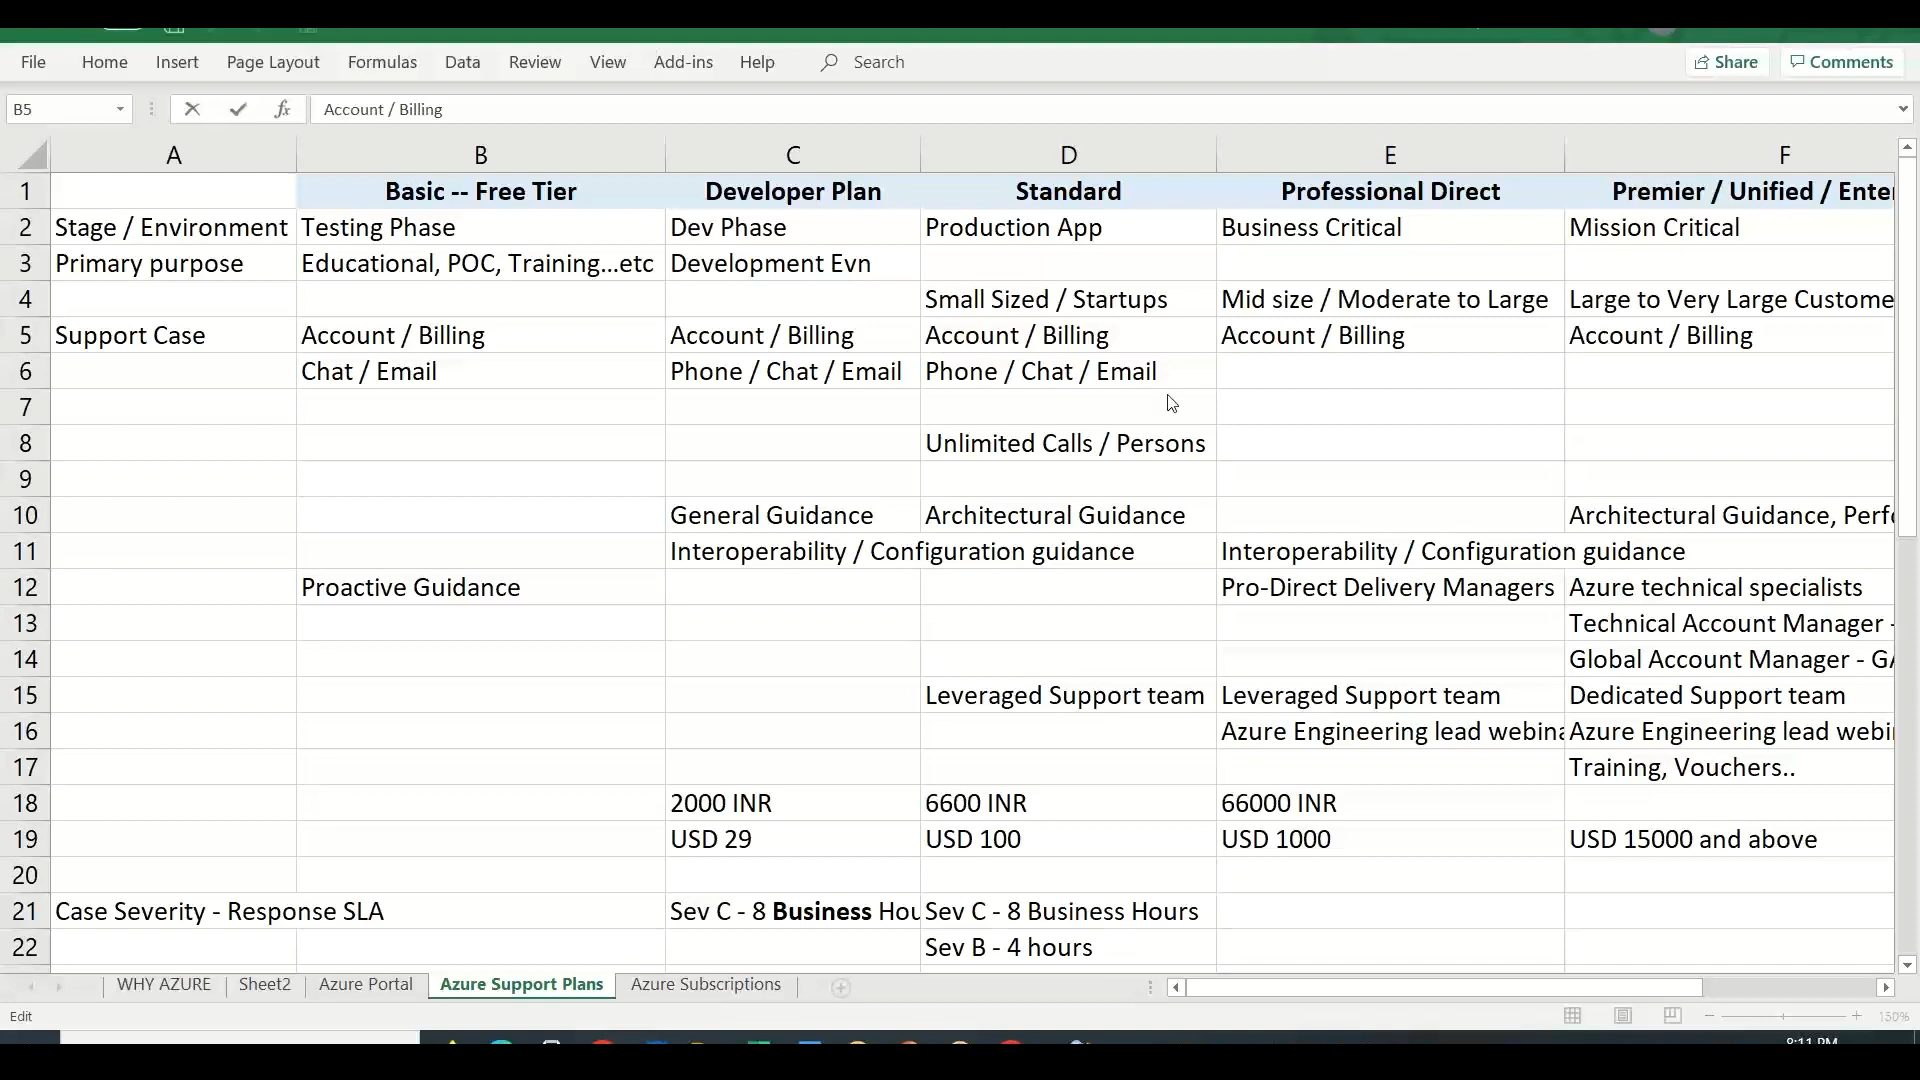 File Home Insert Page Layout Formulas Data Review View Add-ins Help Search Share Comments
B5 fx Account / Billing
A B C D E F
1 Basic -- Free Tier Developer Plan Standard Professional Direct Premier / Unified / Enter
2 Stage / Environment Testing Phase Dev Phase Production App Business Critical Mission Critical
3 Primary purpose Educational, POC, Training...etc Development Evn
4 Small Sized / Startups Mid size / Moderate to Large Large to Very Large Custome
5 Support Case Account / Billing Account / Billing Account / Billing Account / Billing Account / Billing
6 Chat / Email Phone / Chat / Email Phone / Chat / Email
7
8 Unlimited Calls / Persons
9
10 General Guidance Architectural Guidance Architectural Guidance, Perfo
11 Interoperability / Configuration guidance Interoperability / Configuration guidance
12 Proactive Guidance Pro-Direct Delivery Managers Azure technical specialists
13 Technical Account Manager -
14 Global Account Manager - GA
15 Leveraged Support team Leveraged Support team Dedicated Support team
16 Azure Engineering lead webina Azure Engineering lead webi
17 Training, Vouchers..
18 2000 INR 6600 INR 66000 INR
19 USD 29 USD 100 USD 1000 USD 15000 and above
20
21 Case Severity - Response SLA Sev C - 8 Business Hou Sev C - 8 Business Hours
22 Sev B - 4 hours
WHY AZURE Sheet2 Azure Portal Azure Support Plans Azure Subscriptions
Edit 150%
8:11 PM